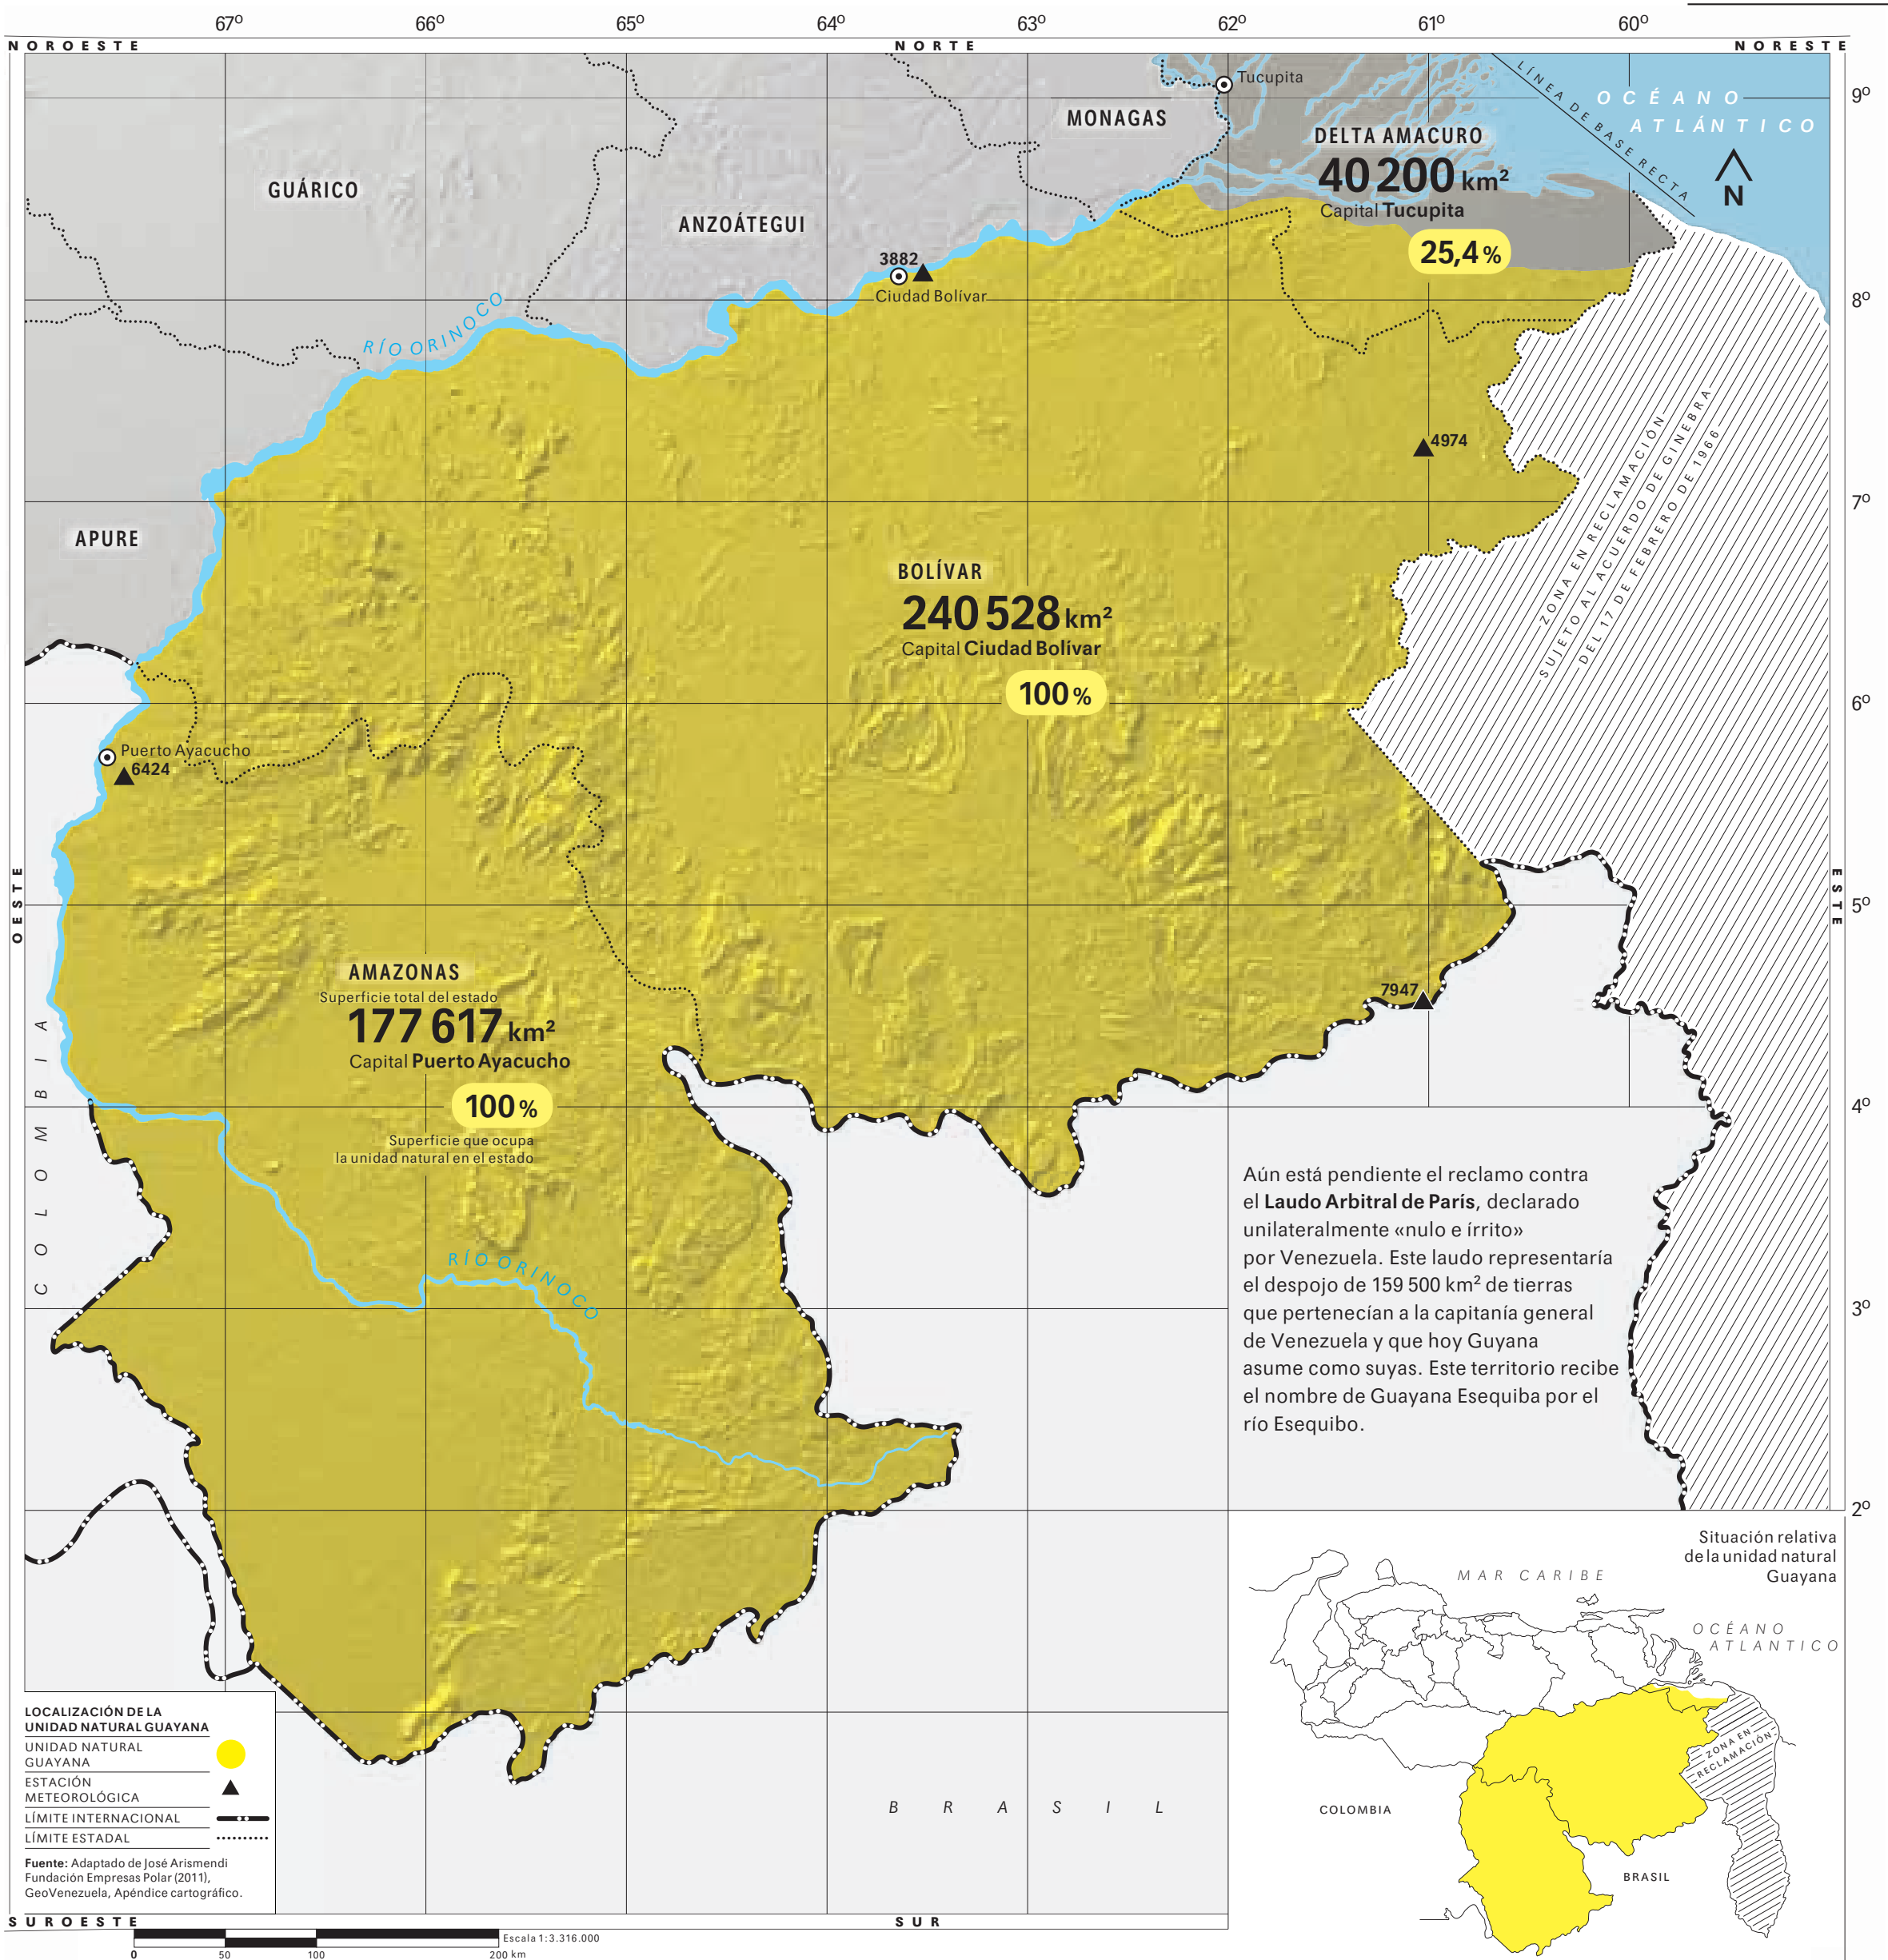 67º 66º 65º 64º 63º 62º 61º 60º
NOROESTE NORTE NORESTE
Tucupita
LÍNEA DE BASE RECTA
OCÉANO
ATLÁNTICO
9º
N
MONAGAS
DELTA AMACURO
40 200 km²
Capital Tucupita
25,4 %
GUÁRICO
ANZOÁTEGUI
3882
Ciudad Bolívar
8º
RÍO ORINOCO
4974
ZONA EN RECLAMACIÓN
SUJETO AL ACUERDO DE GINEBRA
DEL 17 DE FEBRERO DE 1966
7º
APURE
BOLÍVAR
240 528 km²
Capital Ciudad Bolívar
100 %
6º
Puerto Ayacucho
6424
OESTE
ESTE
5º
AMAZONAS
Superficie total del estado
177 617 km²
Capital Puerto Ayacucho
100 %
Superficie que ocupa
la unidad natural en el estado
7947
COLOMBIA
4º
Aún está pendiente el reclamo contra
el Laudo Arbitral de París, declarado
unilateralmente «nulo e írrito»
por Venezuela. Este laudo representaría
el despojo de 159 500 km² de tierras
que pertenecían a la capitanía general
de Venezuela y que hoy Guyana
asume como suyas. Este territorio recibe
el nombre de Guayana Esequiba por el
río Esequibo.
RÍO ORINOCO
3º
2º
Situación relativa
de la unidad natural
Guayana
MAR CARIBE
OCÉANO
ATLANTICO
ZONA EN
RECLAMACIÓN
COLOMBIA
BRASIL
BRASIL
LOCALIZACIÓN DE LA
UNIDAD NATURAL GUAYANA
UNIDAD NATURAL
GUAYANA
ESTACIÓN
METEOROLÓGICA
LÍMITE INTERNACIONAL
LÍMITE ESTADAL
Fuente: Adaptado de José Arismendi
Fundación Empresas Polar (2011),
GeoVenezuela, Apéndice cartográfico.
SUROESTE SUR
Escala 1:3.316.000
0 50 100 200 km